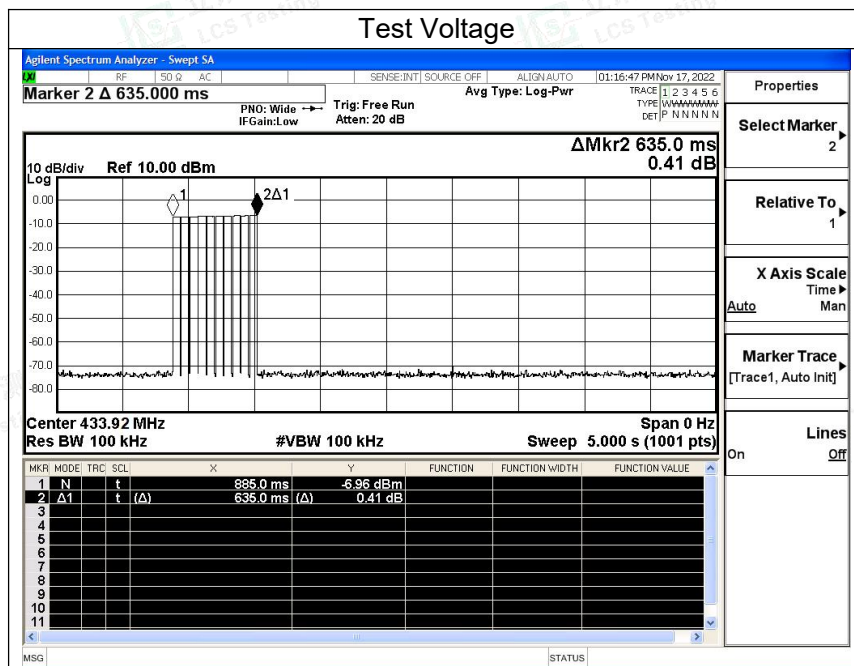 LCS Testing
LCS Testing
Test Voltage
Agilent Spectrum Analyzer - Swept SA
LXI RF 50 Ω AC SENSE:INT SOURCE OFF ALIGN AUTO 01:16:47 PM Nov 17, 2022
Marker 2 Δ 635.000 ms
PNO: Wide
IFGain:Low
Trig: Free Run
Atten: 20 dB
Avg Type: Log-Pwr
TRACE 1 2 3 4 5 6
TYPE WWWWWW
DET P N N N N N
ΔMkr2 635.0 ms
0.41 dB
10 dB/div Ref 10.00 dBm
Log
0.00
-10.0
-20.0
-30.0
-40.0
-50.0
-60.0
-70.0
-80.0
1
2Δ1
Center 433.92 MHz Span 0 Hz
Res BW 100 kHz #VBW 100 kHz Sweep 5.000 s (1001 pts)
MKR MODE TRC SCL X Y FUNCTION FUNCTION WIDTH FUNCTION VALUE
1 N t 885.0 ms -6.96 dBm
2 Δ1 t (Δ) 635.0 ms (Δ) 0.41 dB
3
4
5
6
7
8
9
10
11
MSG STATUS
Properties
Select Marker
2
Relative To
1
X Axis Scale
Time
Auto Man
Marker Trace
[Trace1, Auto Init]
Lines
On Off